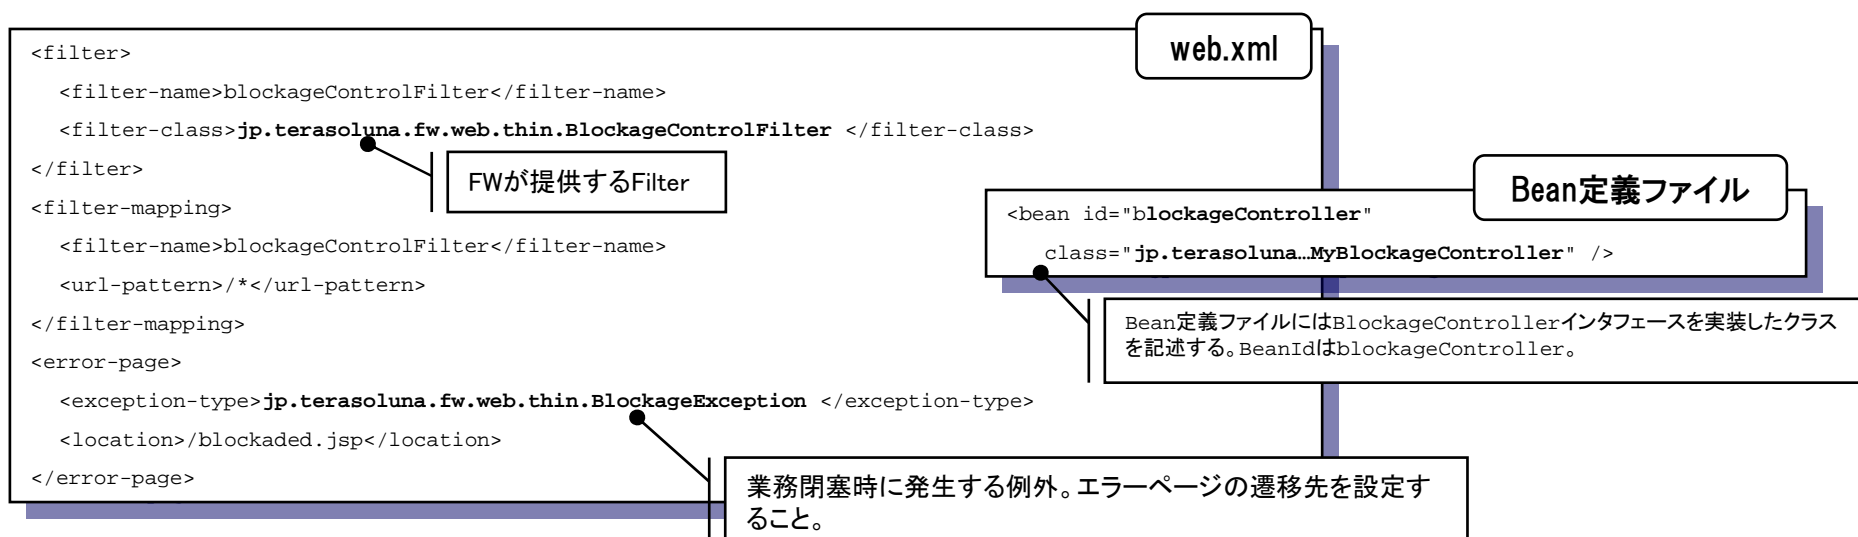 web.xml
<filter>
<filter-name>blockageControlFilter</filter-name>
<filter-class>jp.terasoluna.fw.web.thin.BlockageControlFilter </filter-class>
</filter>
FWが提供するFilter
<filter-mapping>
<filter-name>blockageControlFilter</filter-name>
<url-pattern>/*</url-pattern>
</filter-mapping>
<error-page>
<exception-type>jp.terasoluna.fw.web.thin.BlockageException </exception-type>
<location>/blockaded.jsp</location>
</error-page>
業務閉塞時に発生する例外。エラーページの遷移先を設定す
ること。
Bean定義ファイル
<bean id="blockageController"
class="jp.terasoluna…MyBlockageController" />
Bean定義ファイルにはBlockageControllerインタフェースを実装したクラス
を記述する。BeanIdはblockageController。